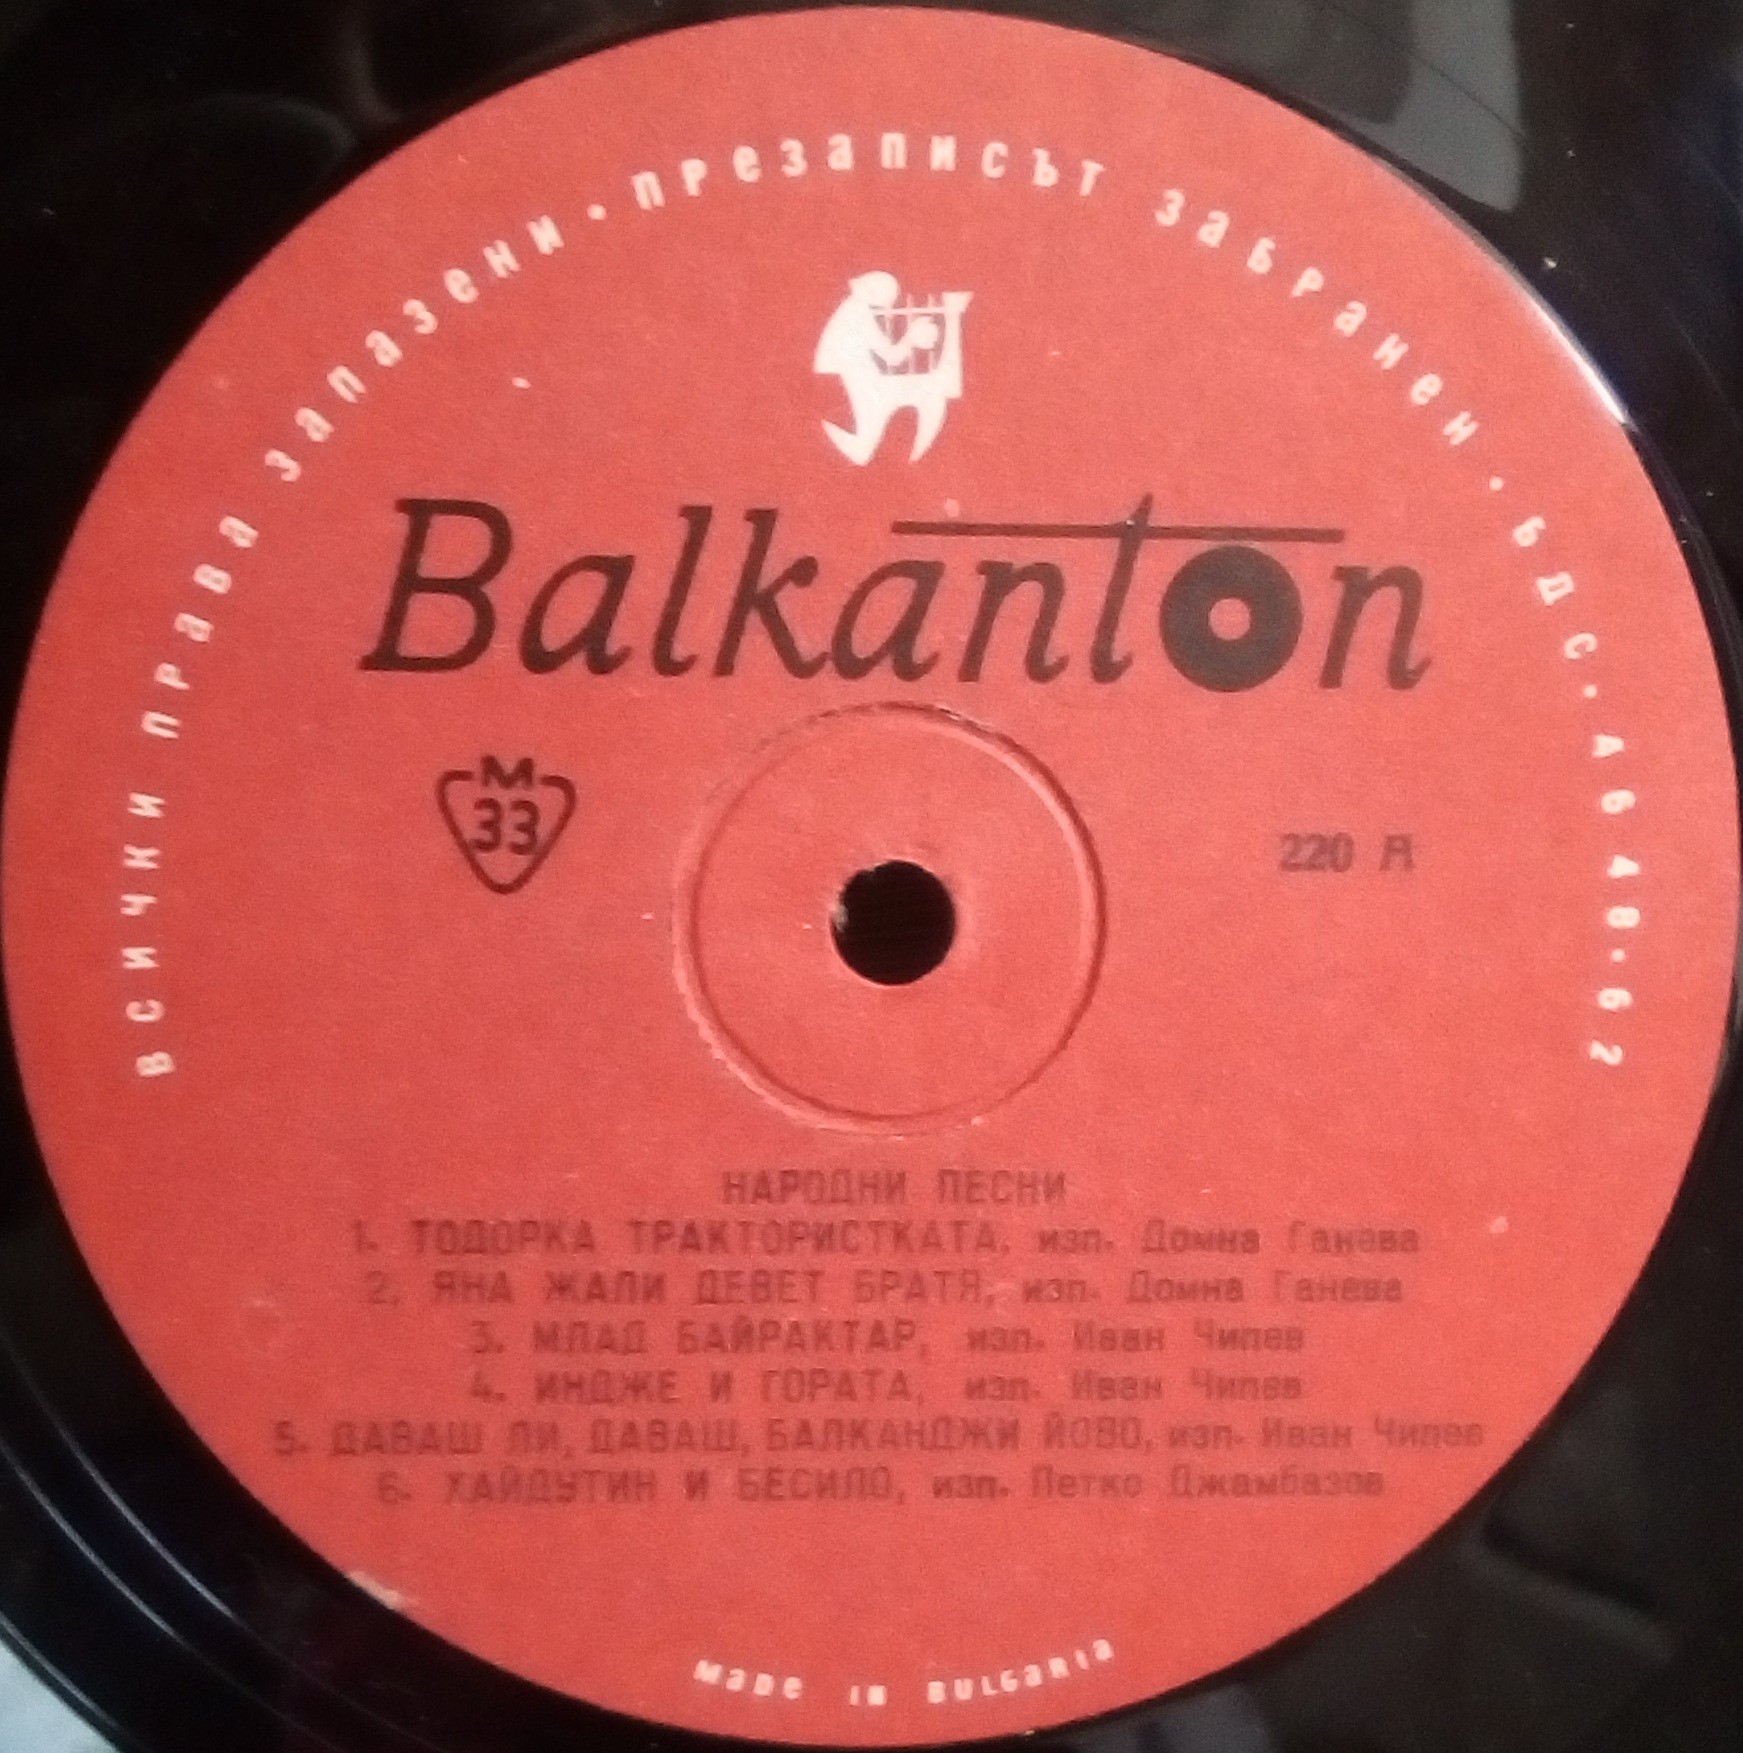 всички права запазени · презаписът забранен · бдс · 4648 · 62
Balkanton
M
33
220 А
НАРОДНИ ПЕСНИ
1. ТОДОРКА ТРАКТОРИСТКАТА, изп. Домна Ганева
2. ЯНА ЖАЛИ ДЕВЕТ БРАТЯ, изп. Домна Ганева
3. МЛАД БАЙРАКТАР, изп. Иван Чипев
4. ИНДЖЕ И ГОРАТА, изп. Иван Чипев
5. ДАВАШ ЛИ, ДАВАШ, БАЛКАНДЖИ ЙОВО, изп. Иван Чипев
6. ХАЙДУТИН И БЕСИЛО, изп. Петко Джамбазов
made in BULGaRia